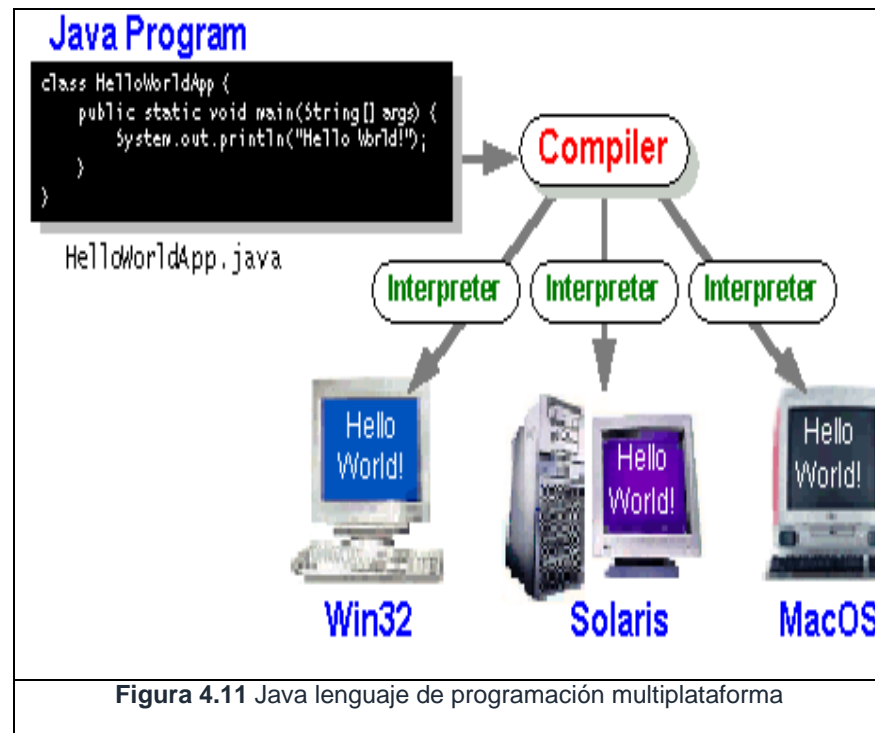 Java Program
class HelloWorldApp {
public static void main(String[] args) {
System.out.println("Hello World!");
}
}
HelloWorldApp.java
Compiler
Interpreter Interpreter Interpreter
Hello World!
Hello World!
Hello World!
Win32 Solaris MacOS
Figura 4.11 Java lenguaje de programación multiplataforma